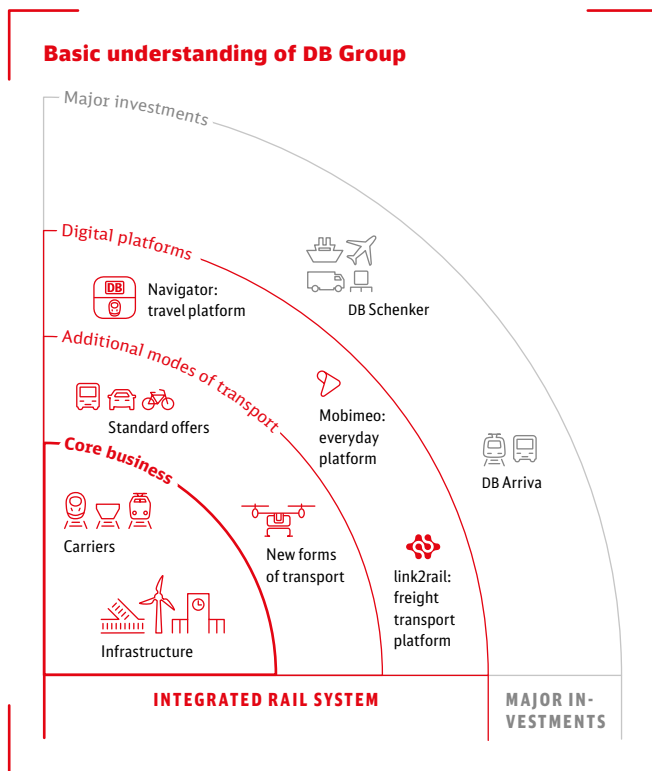 Basic understanding of DB Group
Major investments
Digital platforms
DB
Navigator:
travel platform
DB Schenker
Additional modes of transport
Standard offers
Mobimeo:
everyday
platform
DB Arriva
Core business
Carriers
New forms
of transport
link2rail:
freight
transport
platform
Infrastructure
INTEGRATED RAIL SYSTEM
MAJOR IN-
VESTMENTS